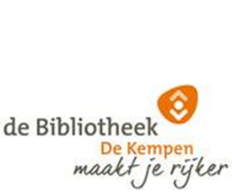 de Bibliotheek
De Kempen
maakt je rijker